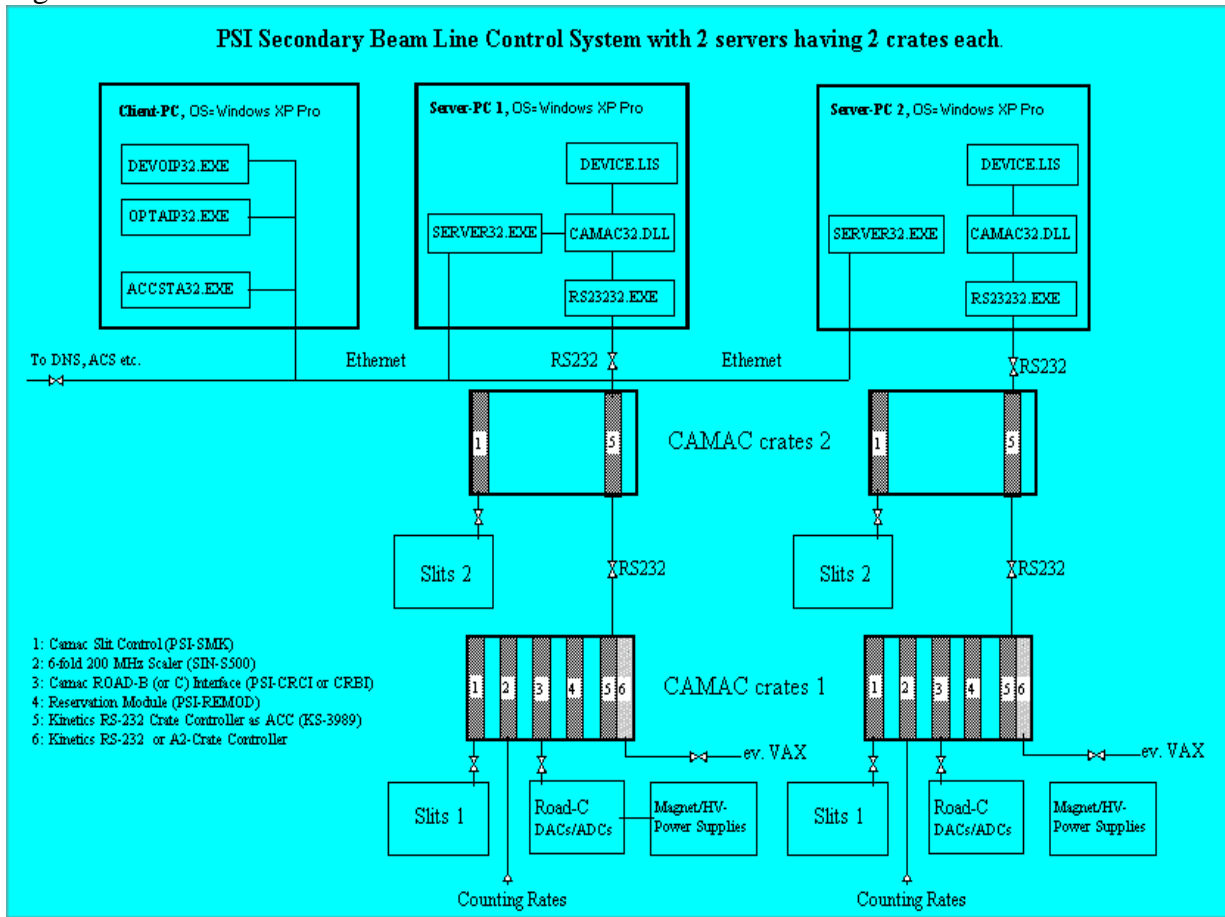 PSI Secondary Beam Line Control System with 2 servers having 2 crates each.
Client-PC, OS=Windows XP Pro
DEVOIP32.EXE
OPTAIP32.EXE
ACCSTA32.EXE
Server-PC 1, OS=Windows XP Pro
DEVICE.LIS
SERVER32.EXE
CAMAC32.DLL
RS23232.EXE
Server-PC 2, OS=Windows XP Pro
DEVICE.LIS
SERVER32.EXE
CAMAC32.DLL
RS23232.EXE
To DNS, ACS etc.
Ethernet
RS232
Ethernet
RS232
1
5
CAMAC crates 2
1
5
Slits 2
RS232
Slits 2
RS232
1: Camac Slit Control (PSI-SMK)
2: 6-fold 200 MHz Scaler (SIN-S500)
3: Camac ROAD-B (or C) Interface (PSI-CRCI or CRBI)
4: Reservation Module (PSI-REMOD)
5: Kinetics RS-232 Crate Controller as ACC (KS-3989)
6: Kinetics RS-232 or A2-Crate Controller
1
2
3
4
5
6
CAMAC crates 1
1
2
3
4
5
6
ev. VAX
ev. VAX
Slits 1
Road-C
DACs/ADCs
Magnet/HV-
Power Supplies
Slits 1
Road-C
DACs/ADCs
Magnet/HV-
Power Supplies
Counting Rates
Counting Rates